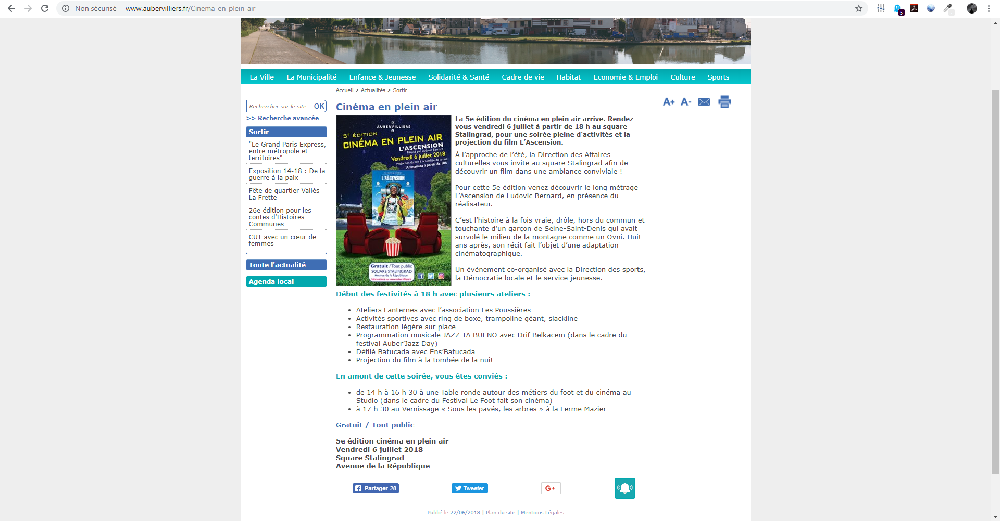 Non sécurisé
www.aubervilliers.fr/Cinema-en-plein-air
5
La Ville
La Municipalité
Enfance & Jeunesse
Solidarité & Santé
Cadre de vie
Habitat
Economie & Emploi
Culture
Sports
Accueil > Actualités > Sortir
Rechercher sur le site
OK
>> Recherche avancée
Sortir
"Le Grand Paris Express,
entre métropole et
territoires"
Exposition 14-18 : De la
guerre à la paix
Fête de quartier Vallès -
La Frette
26e édition pour les
contes d’Histoires
Communes
CUT avec un cœur de
femmes
Toute l'actualité
Agenda local
A+
A-
Cinéma en plein air
AUBERVILLIERS
5E ÉDITION
CINÉMA EN PLEIN AIR
L'ASCENSION
Réalisé par Ludovic Bernard
Vendredi 6 juillet 2018
Projection du film à la tombée de la nuit
Animations à partir de 18h
L'ASCENSION
Gratuit / Tout public
SQUARE STALINGRAD
Avenue de la République
Informations sur www.aubervilliers.fr
La 5e édition du cinéma en plein air arrive. Rendez-
vous vendredi 6 juillet à partir de 18 h au square
Stalingrad, pour une soirée pleine d’activités et la
projection du film L’Ascension.
À l’approche de l’été, la Direction des Affaires
culturelles vous invite au square Stalingrad afin de
découvrir un film dans une ambiance conviviale !
Pour cette 5e édition venez découvrir le long métrage
L’Ascension de Ludovic Bernard, en présence du
réalisateur.
C’est l’histoire à la fois vraie, drôle, hors du commun et
touchante d’un garçon de Seine-Saint-Denis qui avait
survolé le milieu de la montagne comme un Ovni. Huit
ans après, son récit fait l’objet d’une adaptation
cinématographique.
Un événement co-organisé avec la Direction des sports,
la Démocratie locale et le service jeunesse.
Début des festivités à 18 h avec plusieurs ateliers :
• Ateliers Lanternes avec l’association Les Poussières
• Activités sportives avec ring de boxe, trampoline géant, slackline
• Restauration légère sur place
• Programmation musicale JAZZ TA BUENO avec Drif Belkacem (dans le cadre du
festival Auber’Jazz Day)
• Défilé Batucada avec Ens’Batucada
• Projection du film à la tombée de la nuit
En amont de cette soirée, vous êtes conviés :
• de 14 h à 16 h 30 à une Table ronde autour des métiers du foot et du cinéma au
Studio (dans le cadre du Festival Le Foot fait son cinéma)
• à 17 h 30 au Vernissage « Sous les pavés, les arbres » à la Ferme Mazier
Gratuit / Tout public
5e édition cinéma en plein air
Vendredi 6 juillet 2018
Square Stalingrad
Avenue de la République
Partager 28
Tweeter
G+
Publié le 22/06/2018 | Plan du site | Mentions Légales